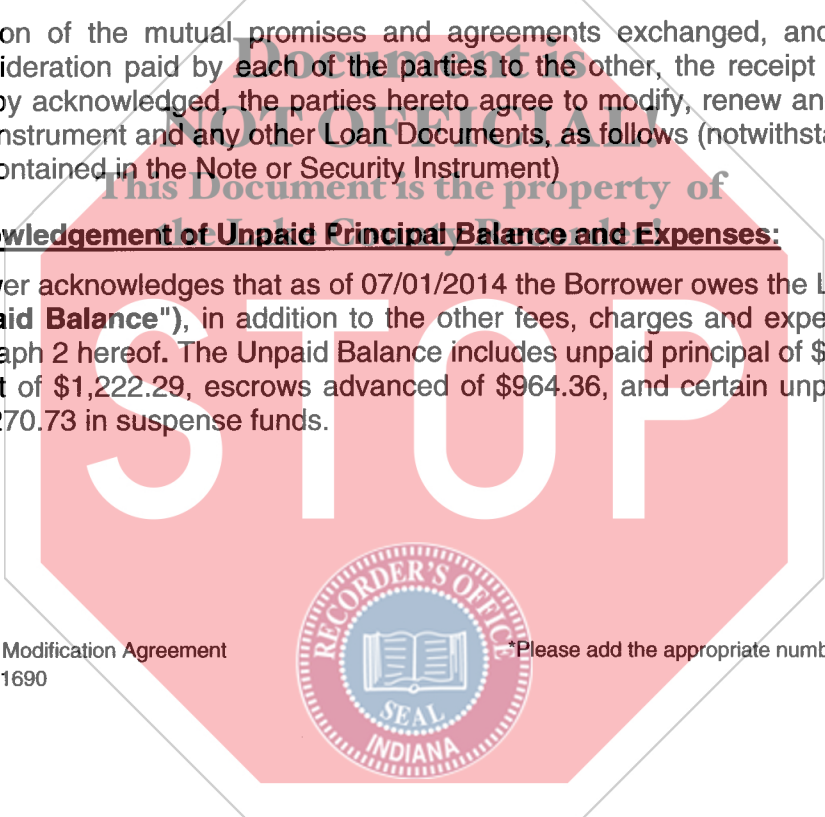 on of the mutual promises and agreements exchanged, and
ideration paid by each of the parties to the other, the receipt
by acknowledged, the parties hereto agree to modify, renew an
nstrument and any other Loan Documents, as follows (notwithsta
ontained in the Note or Security Instrument)
Document is
NOT OFFICIAL!
This Document is the property of
the Lake County Recorder!
wledgement of Unpaid Principal Balance and Expenses:
er acknowledges that as of 07/01/2014 the Borrower owes the L
aid Balance"), in addition to the other fees, charges and expe
aph 2 hereof. The Unpaid Balance includes unpaid principal of $
t of $1,222.29, escrows advanced of $964.36, and certain unp
270.73 in suspense funds.
STOP
Modification Agreement
1690
*Please add the appropriate numb
RECORDER'S OFFICE
SEAL
INDIANA